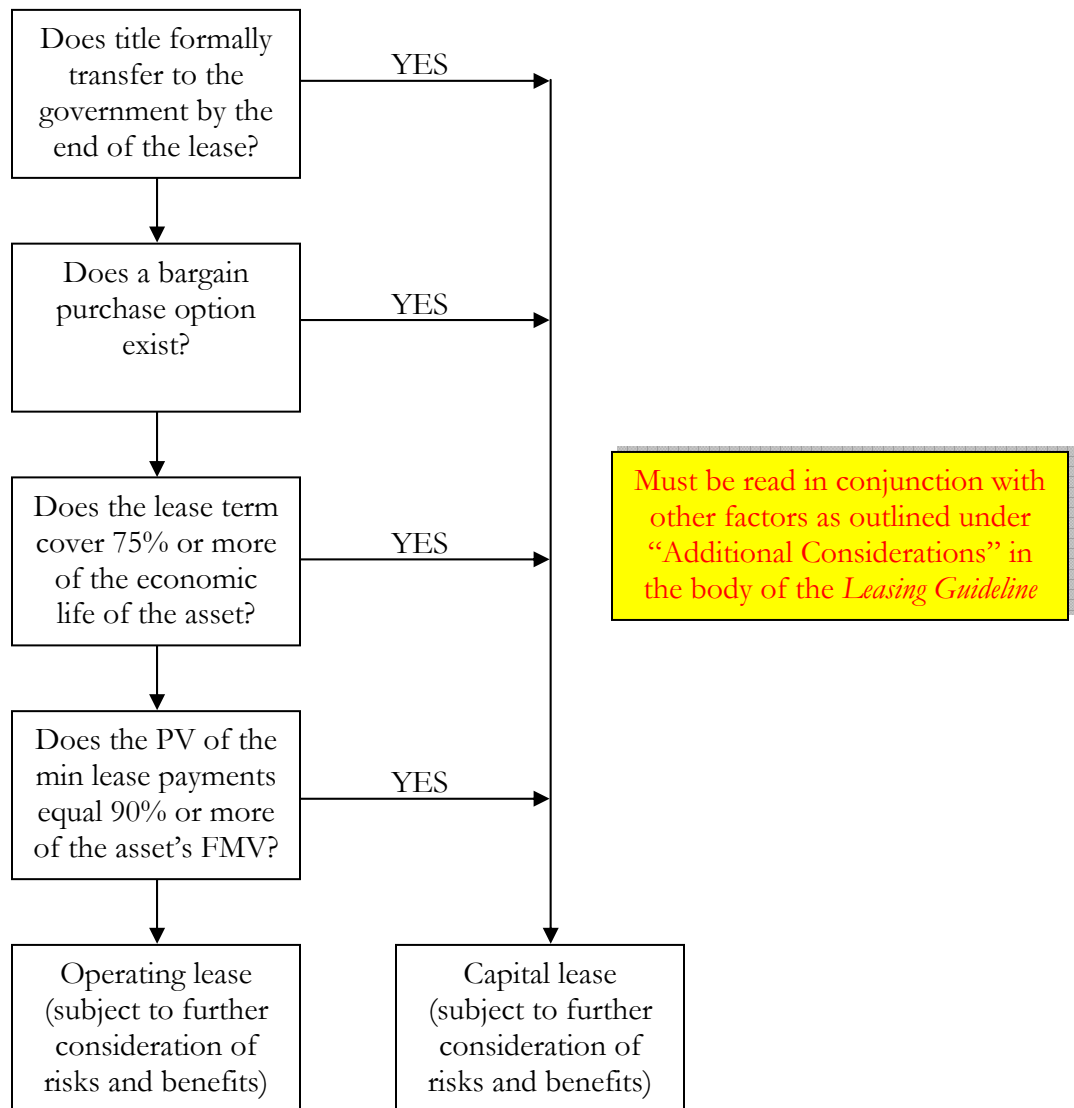 Does title formally
transfer to the
government by the
end of the lease?
YES
Does a bargain
purchase option
exist?
YES
Does the lease term
cover 75% or more
of the economic
life of the asset?
YES
Must be read in conjunction with
other factors as outlined under
“Additional Considerations” in
the body of the Leasing Guideline
Does the PV of the
min lease payments
equal 90% or more
of the asset’s FMV?
YES
Operating lease
(subject to further
consideration of
risks and benefits)
Capital lease
(subject to further
consideration of
risks and benefits)